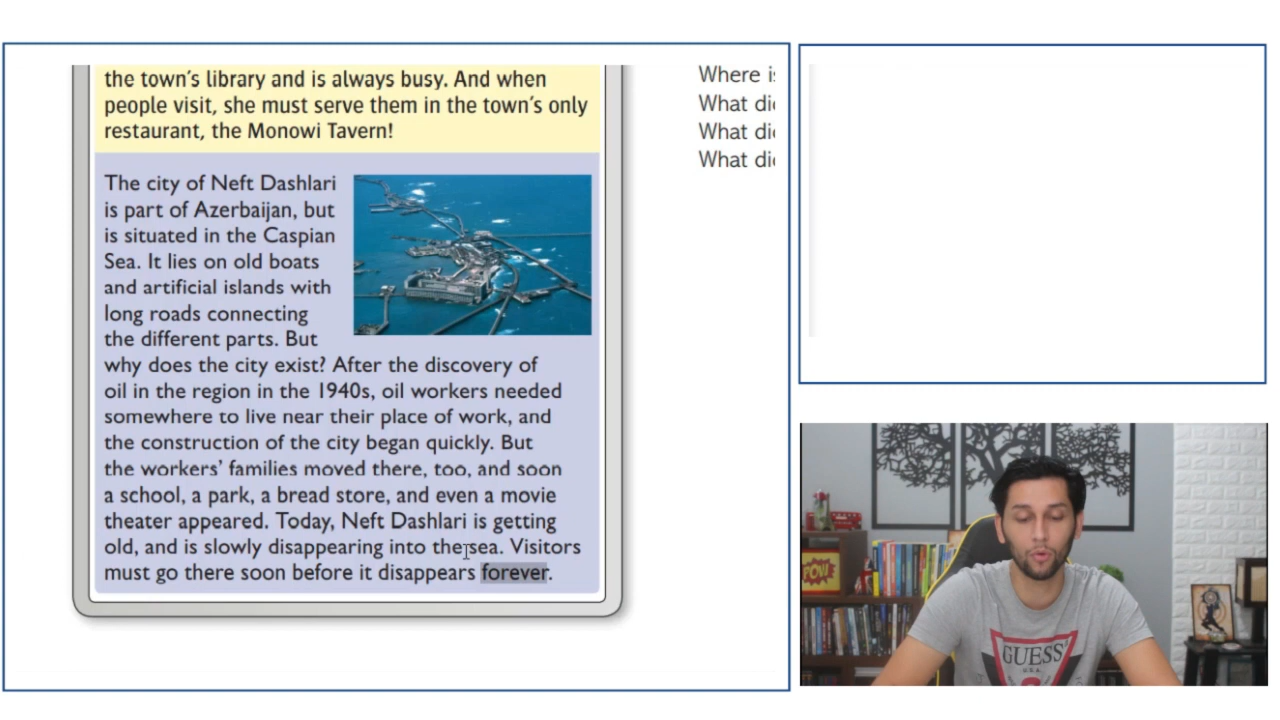 the town's library and is always busy. And when
people visit, she must serve them in the town's only
restaurant, the Monowi Tavern!
The city of Neft Dashlari
is part of Azerbaijan, but
is situated in the Caspian
Sea. It lies on old boats
and artificial islands with
long roads connecting
the different parts. But
why does the city exist? After the discovery of
oil in the region in the 1940s, oil workers needed
somewhere to live near their place of work, and
the construction of the city began quickly. But
the workers' families moved there, too, and soon
a school, a park, a bread store, and even a movie
theater appeared. Today, Neft Dashlari is getting
old, and is slowly disappearing into the sea. Visitors
must go there soon before it disappears forever.
Where is
What di
What di
What di
POW
GUESS
U.S.A.